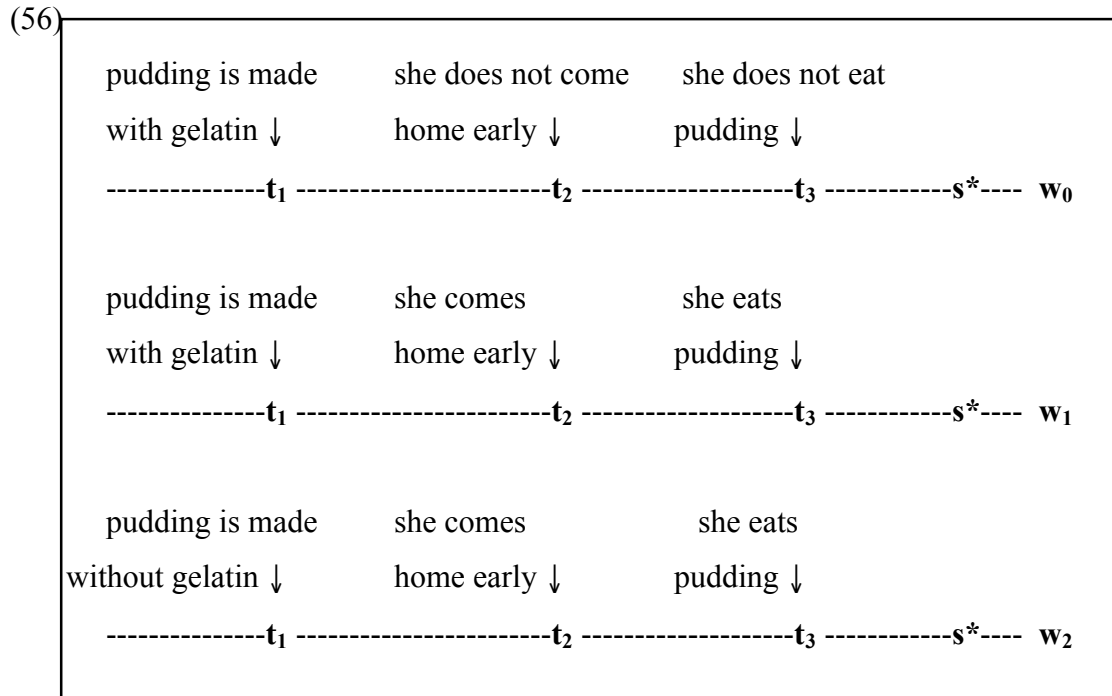 (56)
pudding is made she does not come she does not eat
with gelatin ↓ home early ↓ pudding ↓
---------------t₁ ------------------------t₂ --------------------t₃ ------------s*---- w₀
pudding is made she comes she eats
with gelatin ↓ home early ↓ pudding ↓
---------------t₁ ------------------------t₂ --------------------t₃ ------------s*---- w₁
pudding is made she comes she eats
without gelatin ↓ home early ↓ pudding ↓
---------------t₁ ------------------------t₂ --------------------t₃ ------------s*---- w₂